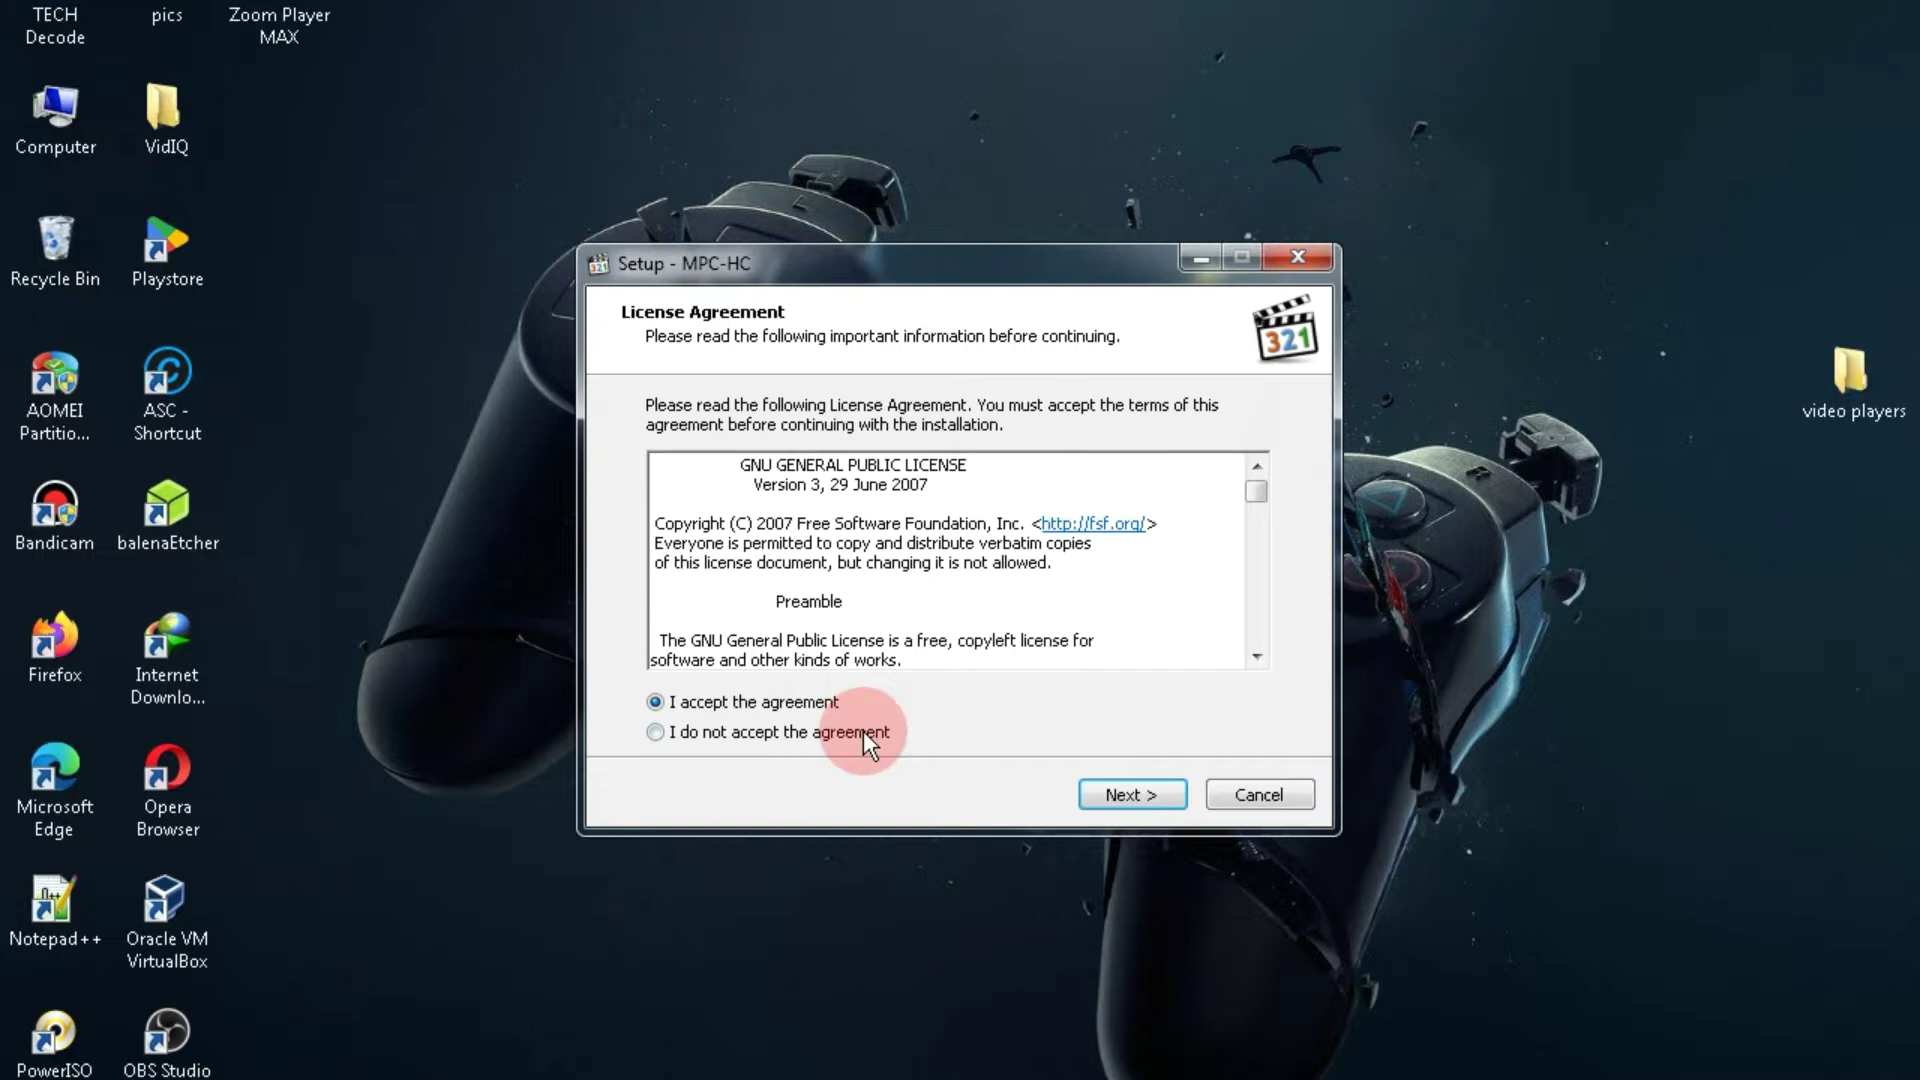 TECH
Decode
pics
Zoom Player
MAX
Computer
VidIQ
Recycle Bin
Playstore
AOMEI
Partitio...
ASC -
Shortcut
Bandicam
balenaEtcher
Firefox
Internet
Downlo...
Microsoft
Edge
Opera
Browser
Notepad++
Oracle VM
VirtualBox
PowerISO
OBS Studio
Setup - MPC-HC
License Agreement
Please read the following important information before continuing.
321
Please read the following License Agreement. You must accept the terms of this
agreement before continuing with the installation.
GNU GENERAL PUBLIC LICENSE
Version 3, 29 June 2007
Copyright (C) 2007 Free Software Foundation, Inc. <http://fsf.org/>
Everyone is permitted to copy and distribute verbatim copies
of this license document, but changing it is not allowed.
Preamble
The GNU General Public License is a free, copyleft license for
software and other kinds of works.
I accept the agreement
I do not accept the agreement
Next >
Cancel
video players